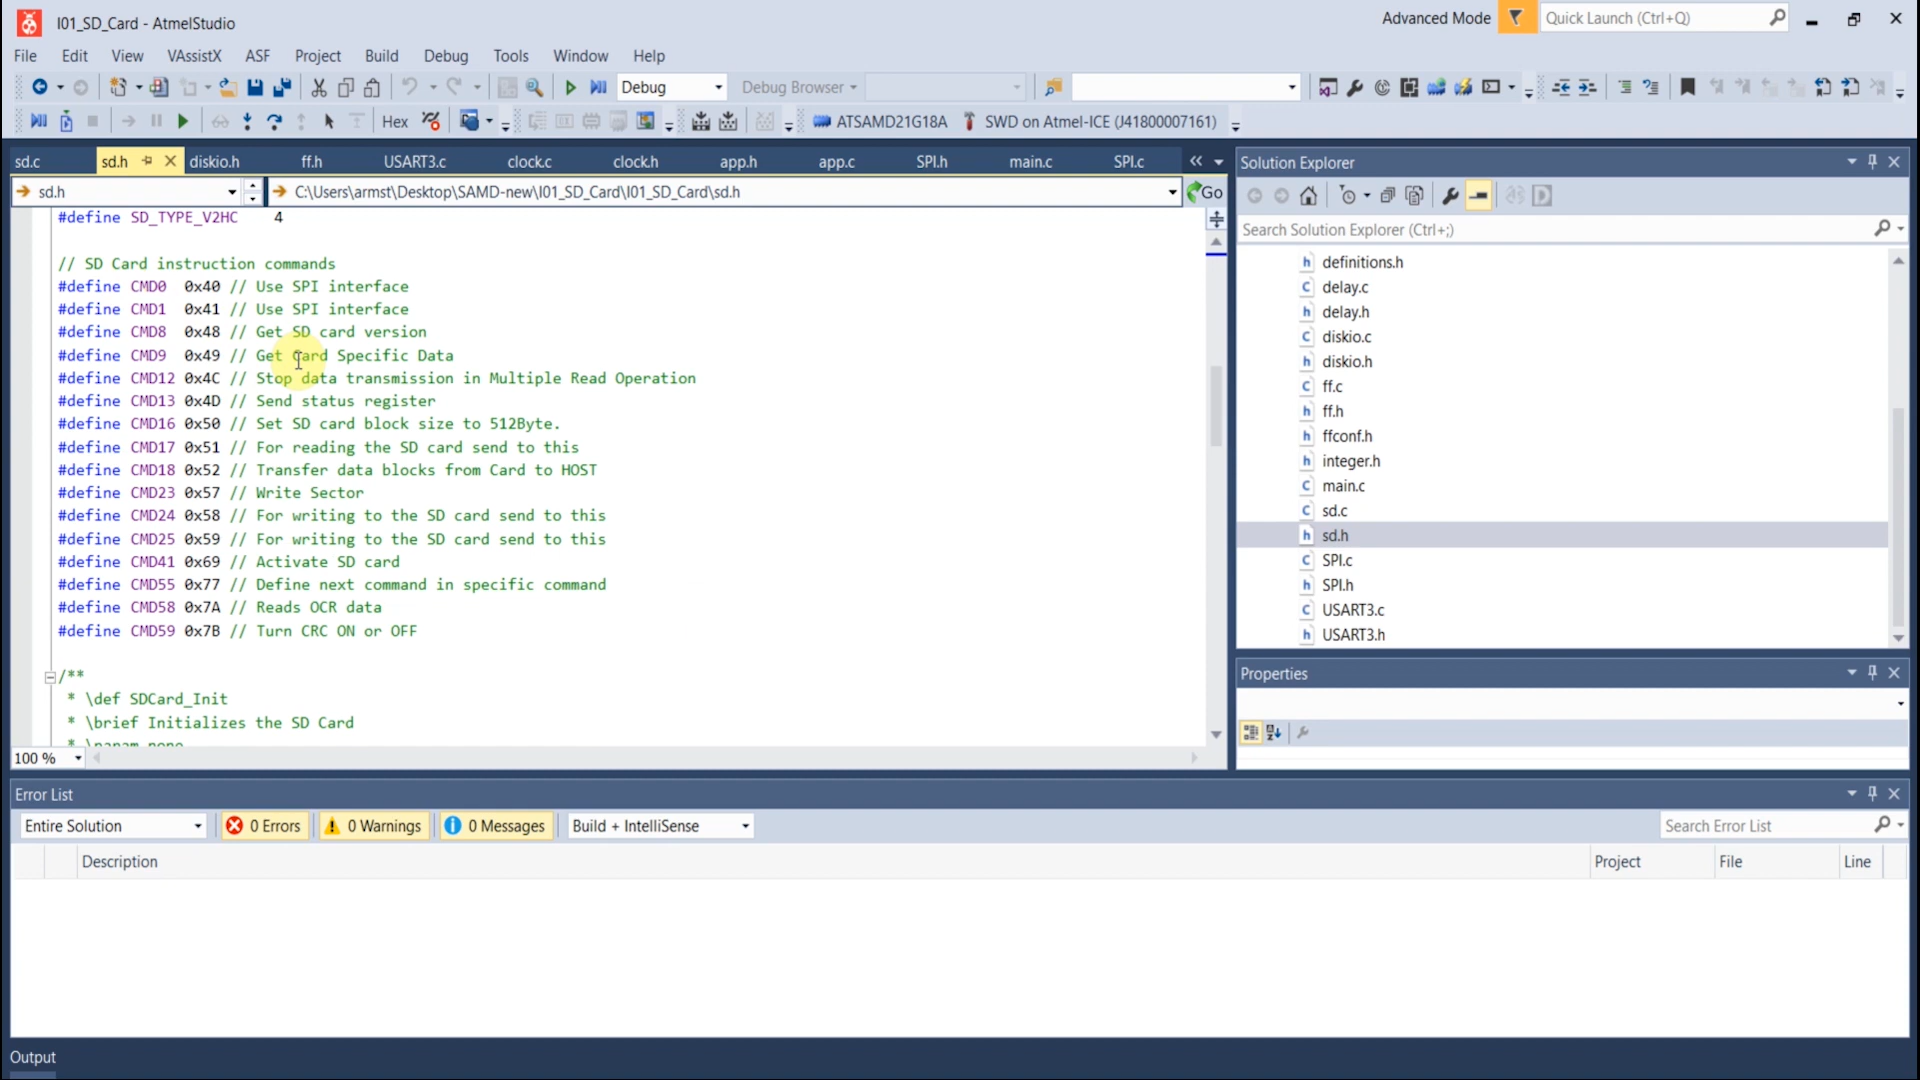 I01_SD_Card - AtmelStudio
Advanced Mode
Quick Launch (Ctrl+Q)
File Edit View VAssistX ASF Project Build Debug Tools Window Help
Debug
Debug Browser
Hex
ATSAMD21G18A
SWD on Atmel-ICE (J41800007161)
sd.c sd.h diskio.h ff.h USART3.c clock.c clock.h app.h app.c SPI.h main.c SPI.c
sd.h
C:\Users\armst\Desktop\SAMD-new\I01_SD_Card\I01_SD_Card\sd.h
Go
#define SD_TYPE_V2HC 4
// SD Card instruction commands
#define CMD0 0x40 // Use SPI interface
#define CMD1 0x41 // Use SPI interface
#define CMD8 0x48 // Get SD card version
#define CMD9 0x49 // Get Card Specific Data
#define CMD12 0x4C // Stop data transmission in Multiple Read Operation
#define CMD13 0x4D // Send status register
#define CMD16 0x50 // Set SD card block size to 512Byte.
#define CMD17 0x51 // For reading the SD card send to this
#define CMD18 0x52 // Transfer data blocks from Card to HOST
#define CMD23 0x57 // Write Sector
#define CMD24 0x58 // For writing to the SD card send to this
#define CMD25 0x59 // For writing to the SD card send to this
#define CMD41 0x69 // Activate SD card
#define CMD55 0x77 // Define next command in specific command
#define CMD58 0x7A // Reads OCR data
#define CMD59 0x7B // Turn CRC ON or OFF
/**
* \def SDCard_Init
* \brief Initializes the SD Card
* \param none
100 %
Solution Explorer
Search Solution Explorer (Ctrl+;)
definitions.h
delay.c
delay.h
diskio.c
diskio.h
ff.c
ff.h
ffconf.h
integer.h
main.c
sd.c
sd.h
SPI.c
SPI.h
USART3.c
USART3.h
Properties
Error List
Entire Solution
0 Errors
0 Warnings
0 Messages
Build + IntelliSense
Search Error List
Description Project File Line
Output